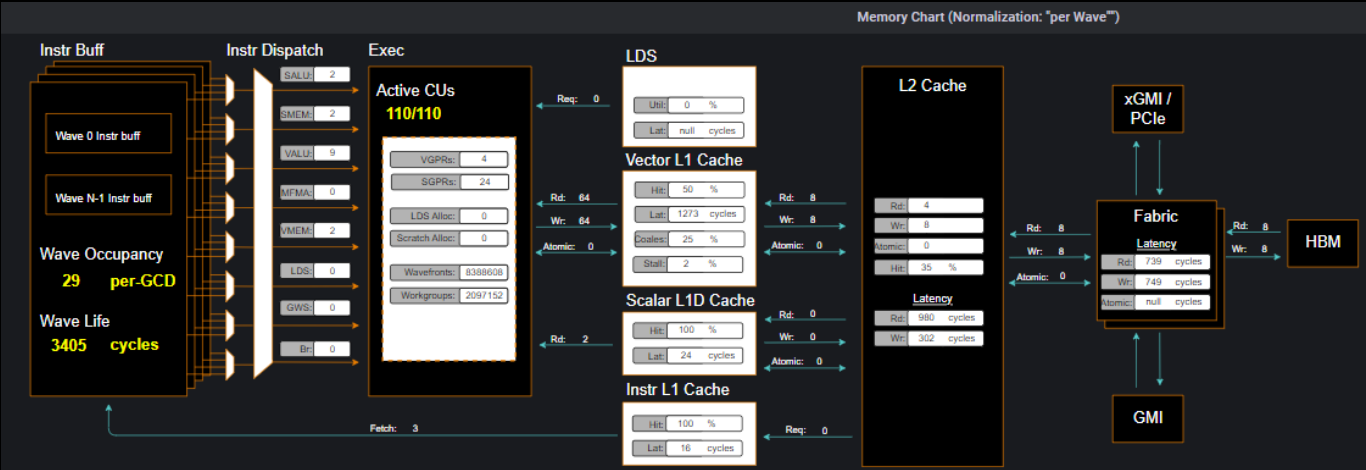 Memory Chart (Normalization: "per Wave"")
Instr Buff
Wave 0 Instr buff
Wave N-1 Instr buff
Wave Occupancy
29 per-GCD
Wave Life
3405 cycles
Instr Dispatch
SALU: 2
SMEM: 2
VALU: 9
MFMA: 0
VMEM: 2
LDS: 0
GWS: 0
Br: 0
Fetch: 3
Exec
Active CUs
110/110
VGPRs: 4
SGPRs: 24
LDS Alloc: 0
Scratch Alloc: 0
Wavefronts: 8388608
Workgroups: 2097152
Req: 0
Rd: 64
Wr: 64
Atomic: 0
Rd: 2
LDS
Util: 0 %
Lat: null cycles
Vector L1 Cache
Hit: 50 %
Lat: 1273 cycles
Coales: 25 %
Stall: 2 %
Scalar L1D Cache
Hit: 100 %
Lat: 24 cycles
Instr L1 Cache
Hit: 100 %
Lat: 16 cycles
Rd: 8
Wr: 8
Atomic: 0
Rd: 0
Wr: 0
Atomic: 0
Req: 0
L2 Cache
Rd: 4
Wr: 8
Atomic: 0
Hit: 35 %
Latency
Rd: 980 cycles
Wr: 302 cycles
Rd: 8
Wr: 8
Atomic: 0
xGMI /
PCIe
Fabric
Latency
Rd: 739 cycles
Wr: 749 cycles
Atomic: null cycles
GMI
Rd: 8
Wr: 8
HBM